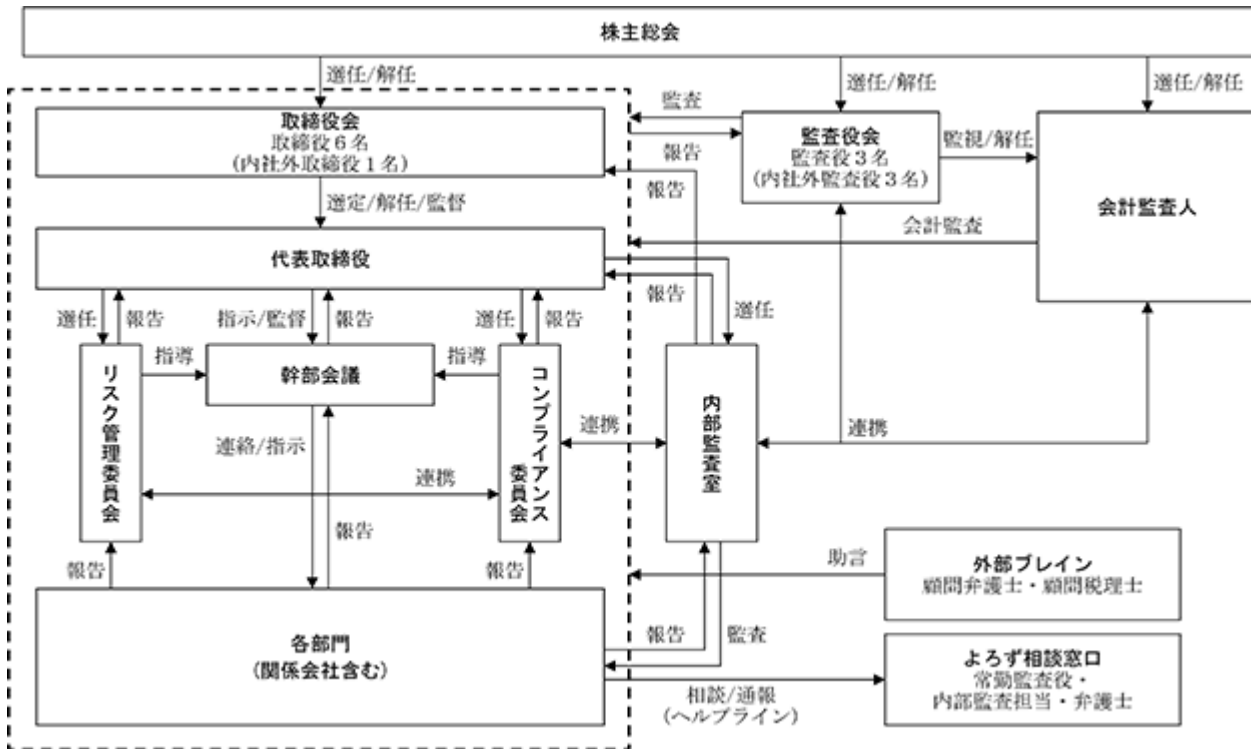 株主総会
選任/解任
選任/解任
選任/解任
取締役会
取締役6名
(内社外取締役1名)
監査
報告
監査役会
監査役3名
(内社外監査役3名)
監視/解任
会計監査人
報告
選定/解任/監督
会計監査
代表取締役
報告
選任
選任
報告
指示/監督
報告
選任
報告
リスク管理委員会
指導
幹部会議
指導
コンプライアンス
委員会
内部監査室
連絡/指示
連携
連携
連携
報告
報告
報告
助言
外部ブレイン
顧問弁護士・顧問税理士
各部門
(関係会社含む)
報告
監査
相談/通報
(ヘルプライン)
よろず相談窓口
常勤監査役・
内部監査担当・弁護士